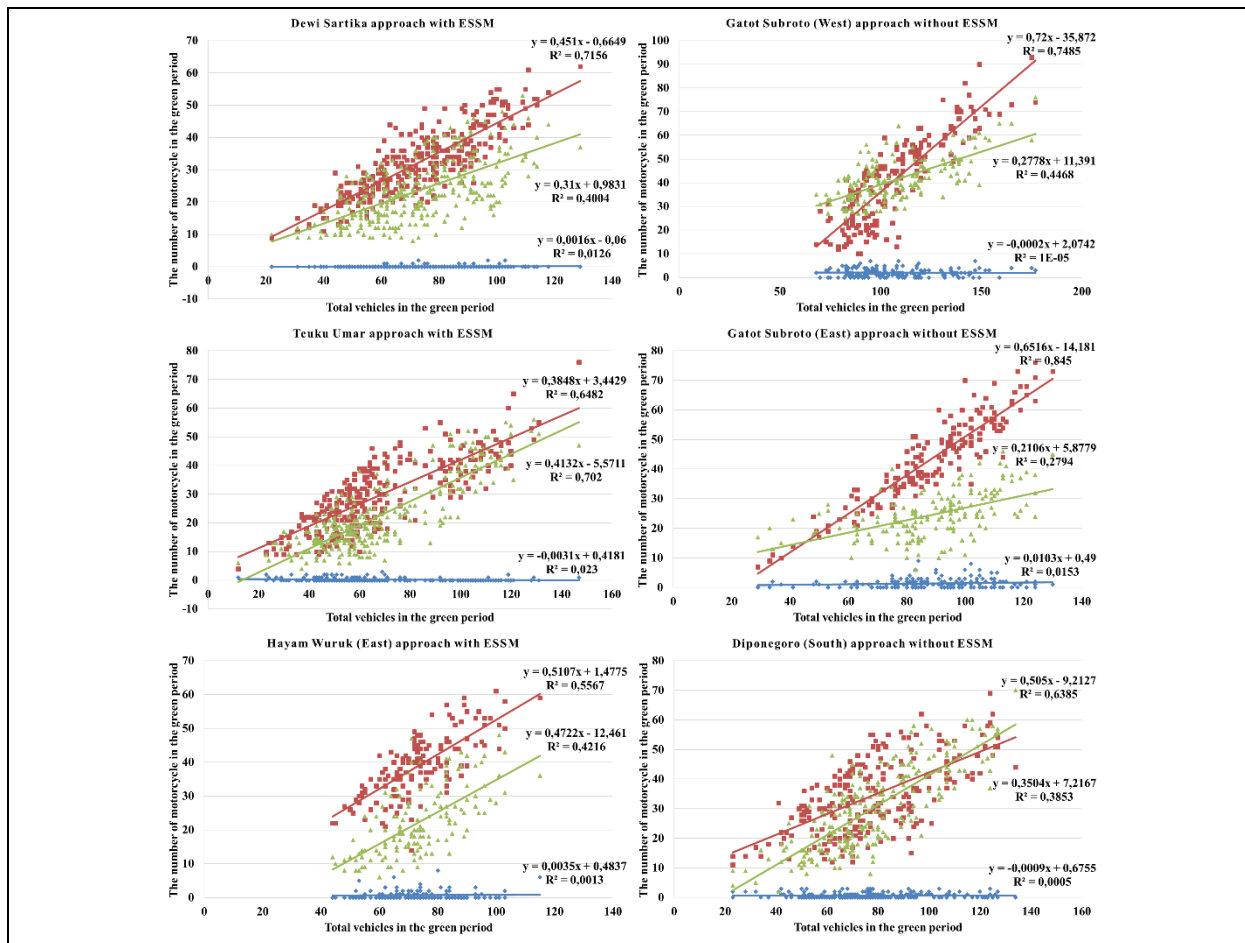 Dewi Sartika approach with ESSM
The number of motorcycle in the green period
70
60
50
40
30
20
10
0
-10
y = 0,451x - 0,6649
R² = 0,7156
y = 0,31x + 0,9831
R² = 0,4004
y = 0,0016x - 0,06
R² = 0,0126
0 20 40 60 80 100 120 140
Total vehicles in the green period
Gatot Subroto (West) approach without ESSM
The number of motorcycle in the green period
100
90
80
70
60
50
40
30
20
10
0
y = 0,72x - 35,872
R² = 0,7485
y = 0,2778x + 11,391
R² = 0,4468
y = -0,0002x + 2,0742
R² = 1E-05
0 50 100 150 200
Total vehicles in the green period
Teuku Umar approach with ESSM
The number of motorcycle in the green period
80
70
60
50
40
30
20
10
0
-10
y = 0,3848x + 3,4429
R² = 0,6482
y = 0,4132x - 5,5711
R² = 0,702
y = -0,0031x + 0,4181
R² = 0,023
0 20 40 60 80 100 120 140 160
Total vehicles in the green period
Gatot Subroto (East) approach without ESSM
The number of motorcycle in the green period
80
70
60
50
40
30
20
10
0
y = 0,6516x - 14,181
R² = 0,845
y = 0,2106x + 5,8779
R² = 0,2794
y = 0,0103x + 0,49
R² = 0,0153
0 20 40 60 80 100 120 140
Total vehicles in the green period
Hayam Wuruk (East) approach with ESSM
The number of motorcycle in the green period
70
60
50
40
30
20
10
0
y = 0,5107x + 1,4775
R² = 0,5567
y = 0,4722x - 12,461
R² = 0,4216
y = 0,0035x + 0,4837
R² = 0,0013
0 20 40 60 80 100 120 140
Total vehicles in the green period
Diponegoro (South) approach without ESSM
The number of motorcycle in the green period
80
70
60
50
40
30
20
10
0
y = 0,505x - 9,2127
R² = 0,6385
y = 0,3504x + 7,2167
R² = 0,3853
y = -0,0009x + 0,6755
R² = 0,0005
0 20 40 60 80 100 120 140 160
Total vehicles in the green period